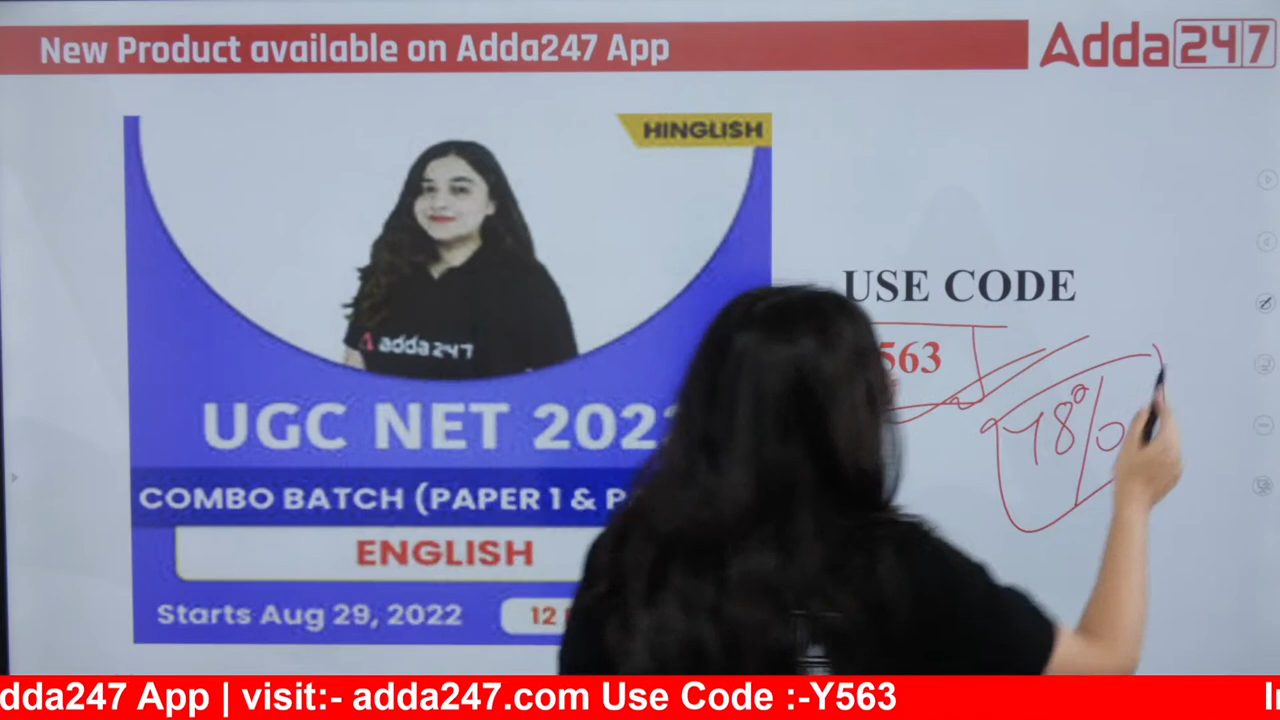 New Product available on Adda247 App
Adda247
HINGLISH
adda247
USE CODE
563
78%
UGC NET 202
COMBO BATCH (PAPER 1 &
ENGLISH
Starts Aug 29, 2022
12
dda247 App | visit:- adda247.com Use Code :-Y563